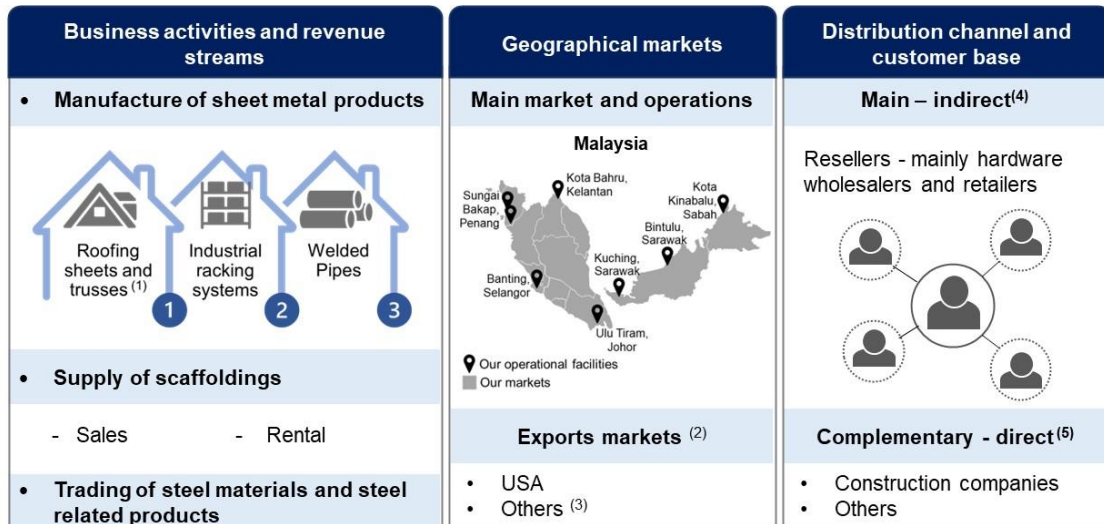 Business activities and revenue
streams
• Manufacture of sheet metal products
Roofing
sheets and
trusses (1)
1
Industrial
racking
systems
2
Welded
Pipes
3
• Supply of scaffoldings
- Sales
- Rental
• Trading of steel materials and steel
related products
Geographical markets
Main market and operations
Malaysia
Sungai
Bakap,
Penang
Kota Bahru,
Kelantan
Kota
Kinabalu,
Sabah
Bintulu,
Sarawak
Kuching,
Sarawak
Banting,
Selangor
Ulu Tiram,
Johor
Our operational facilities
Our markets
Exports markets (2)
• USA
• Others (3)
Distribution channel and
customer base
Main – indirect(4)
Resellers - mainly hardware
wholesalers and retailers
Complementary - direct(5)
• Construction companies
• Others